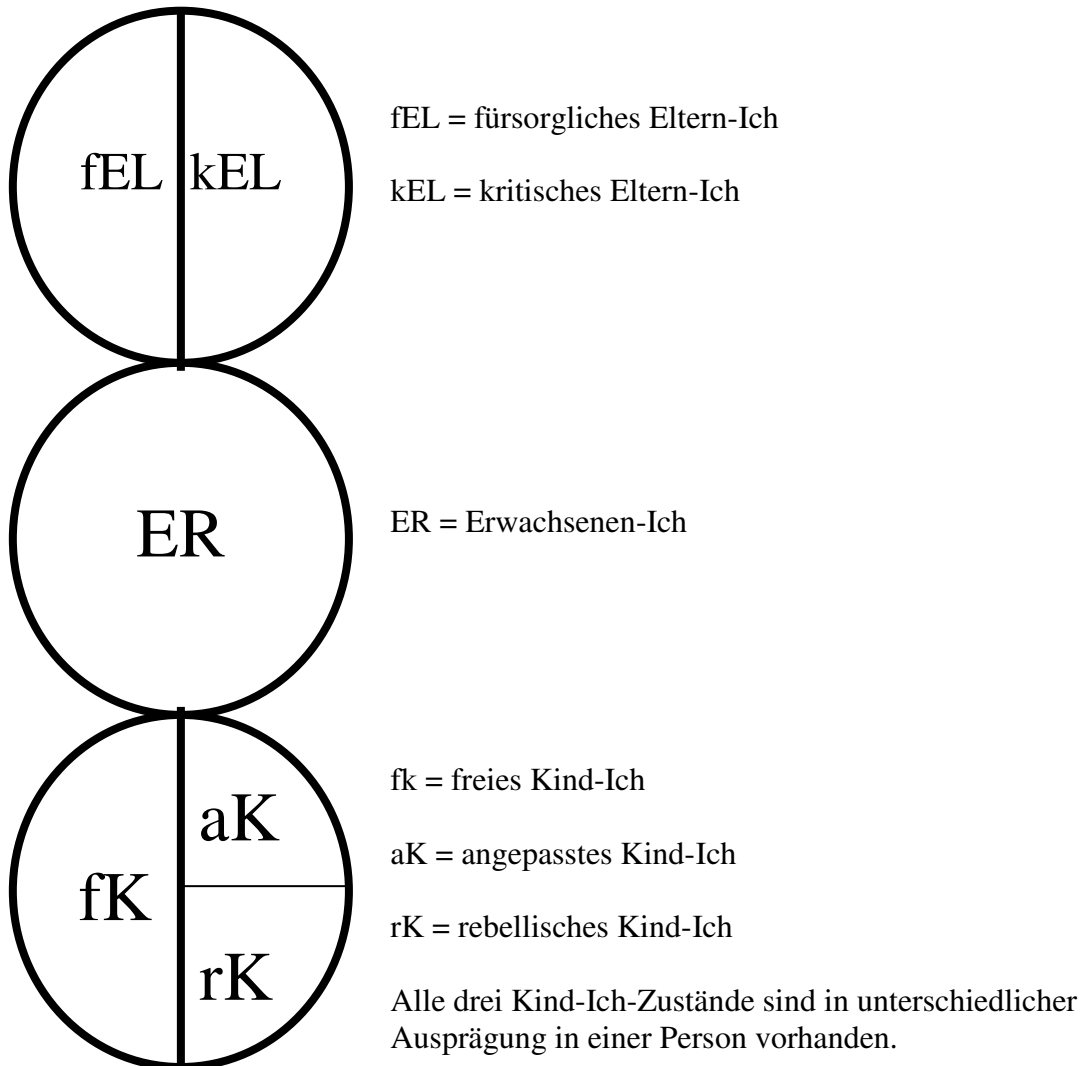 fEL kEL
fEL = fürsorgliches Eltern-Ich
kEL = kritisches Eltern-Ich
ER
ER = Erwachsenen-Ich
fK
aK
rK
fk = freies Kind-Ich
aK = angepasstes Kind-Ich
rK = rebellisches Kind-Ich
Alle drei Kind-Ich-Zustände sind in unterschiedlicher
Ausprägung in einer Person vorhanden.